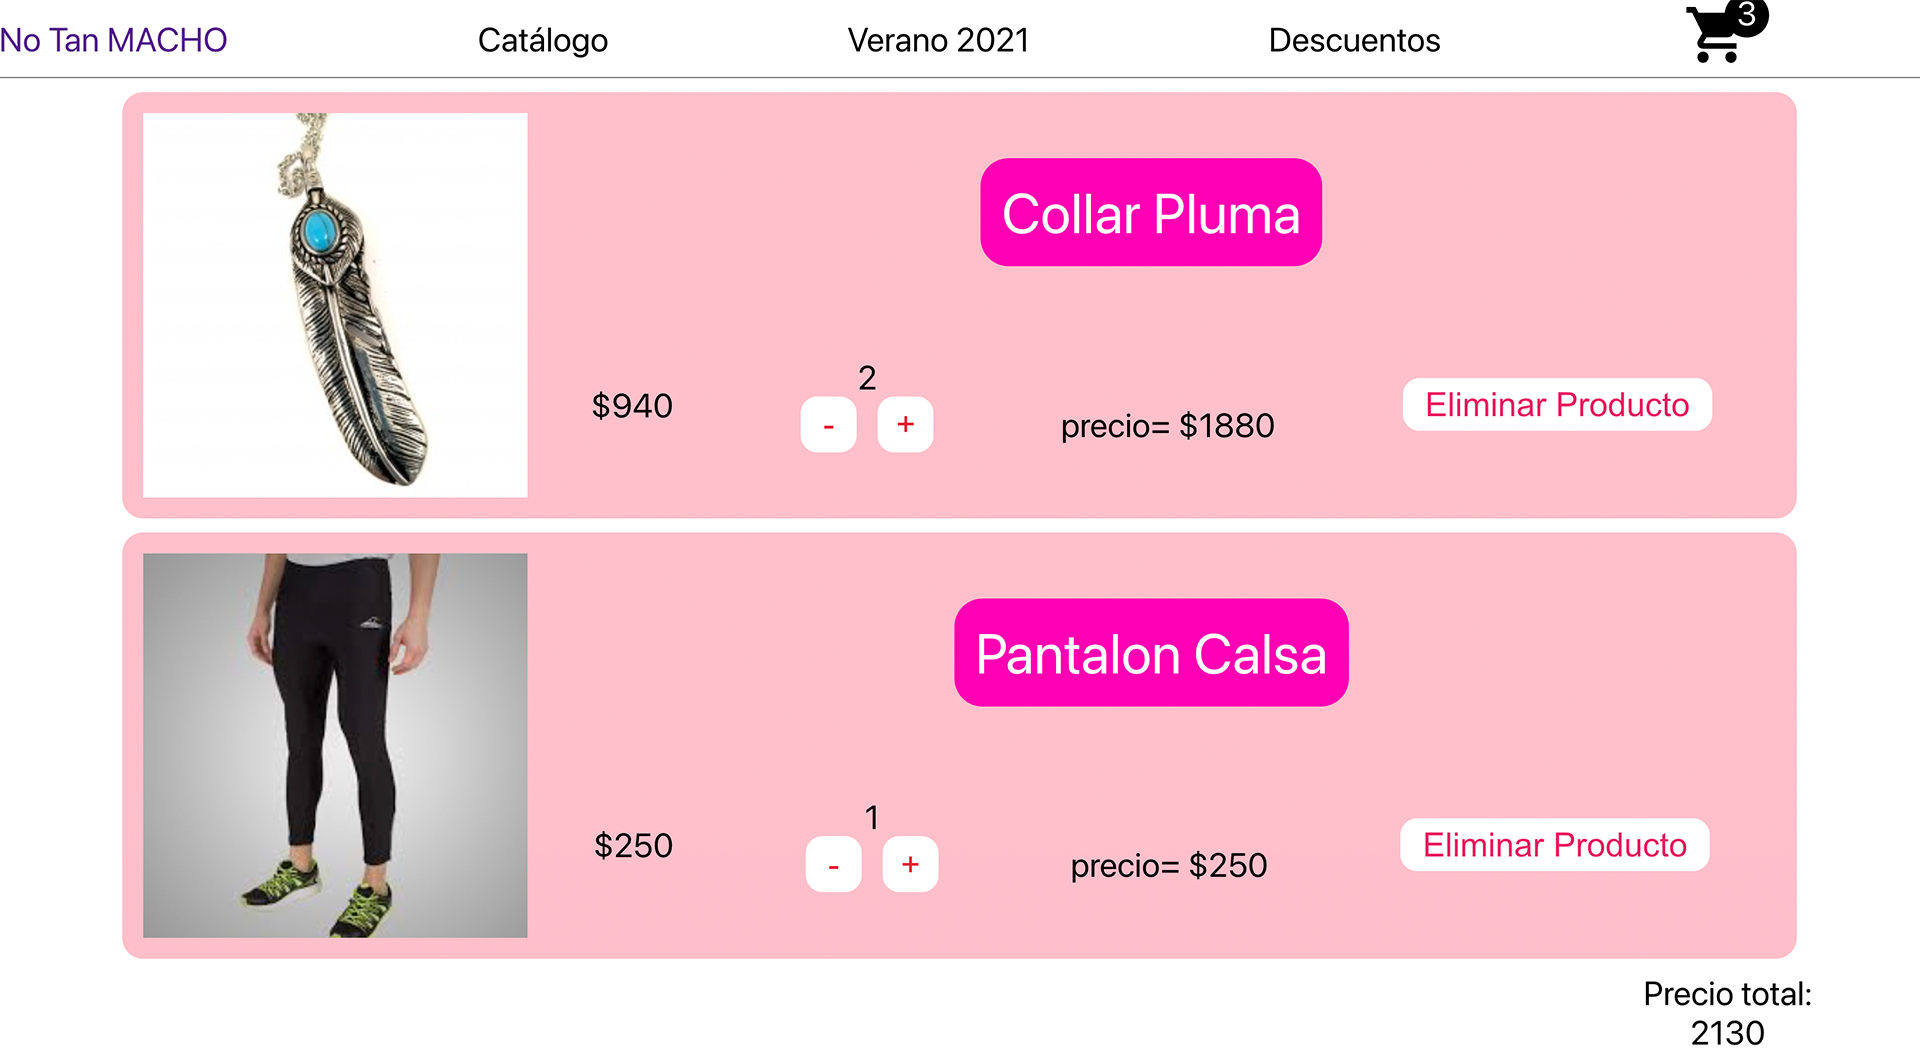 No Tan MACHO
Catálogo
Verano 2021
Descuentos
3
Collar Pluma
$940
2
- +
precio= $1880
Eliminar Producto
Pantalon Calsa
$250
1
- +
precio= $250
Eliminar Producto
Precio total:
2130